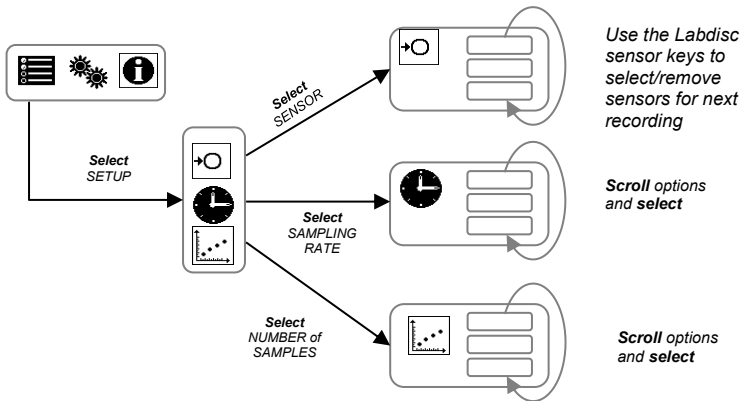 Select
SENSOR
Use the Labdisc
sensor keys to
select/remove
sensors for next
recording
Select
SETUP
Select
SAMPLING
RATE
Scroll options
and select
Select
NUMBER of
SAMPLES
Scroll options
and select